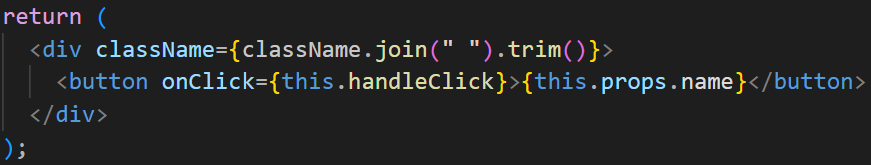 return (
<div className={className.join(" ").trim()}>
<button onClick={this.handleClick}>{this.props.name}</button>
</div>
);